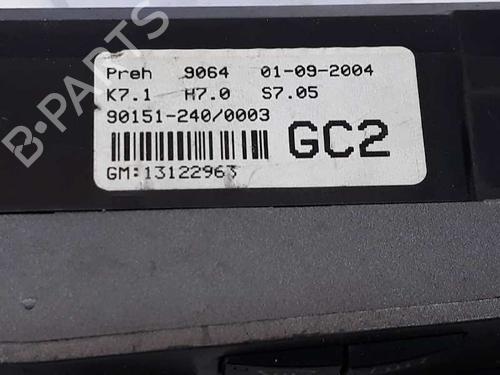 B-PARTS
Preh 9064 01-09-2004
K7.1 H7.0 S7.05
90151-240/0003
GC2
GM:13122963